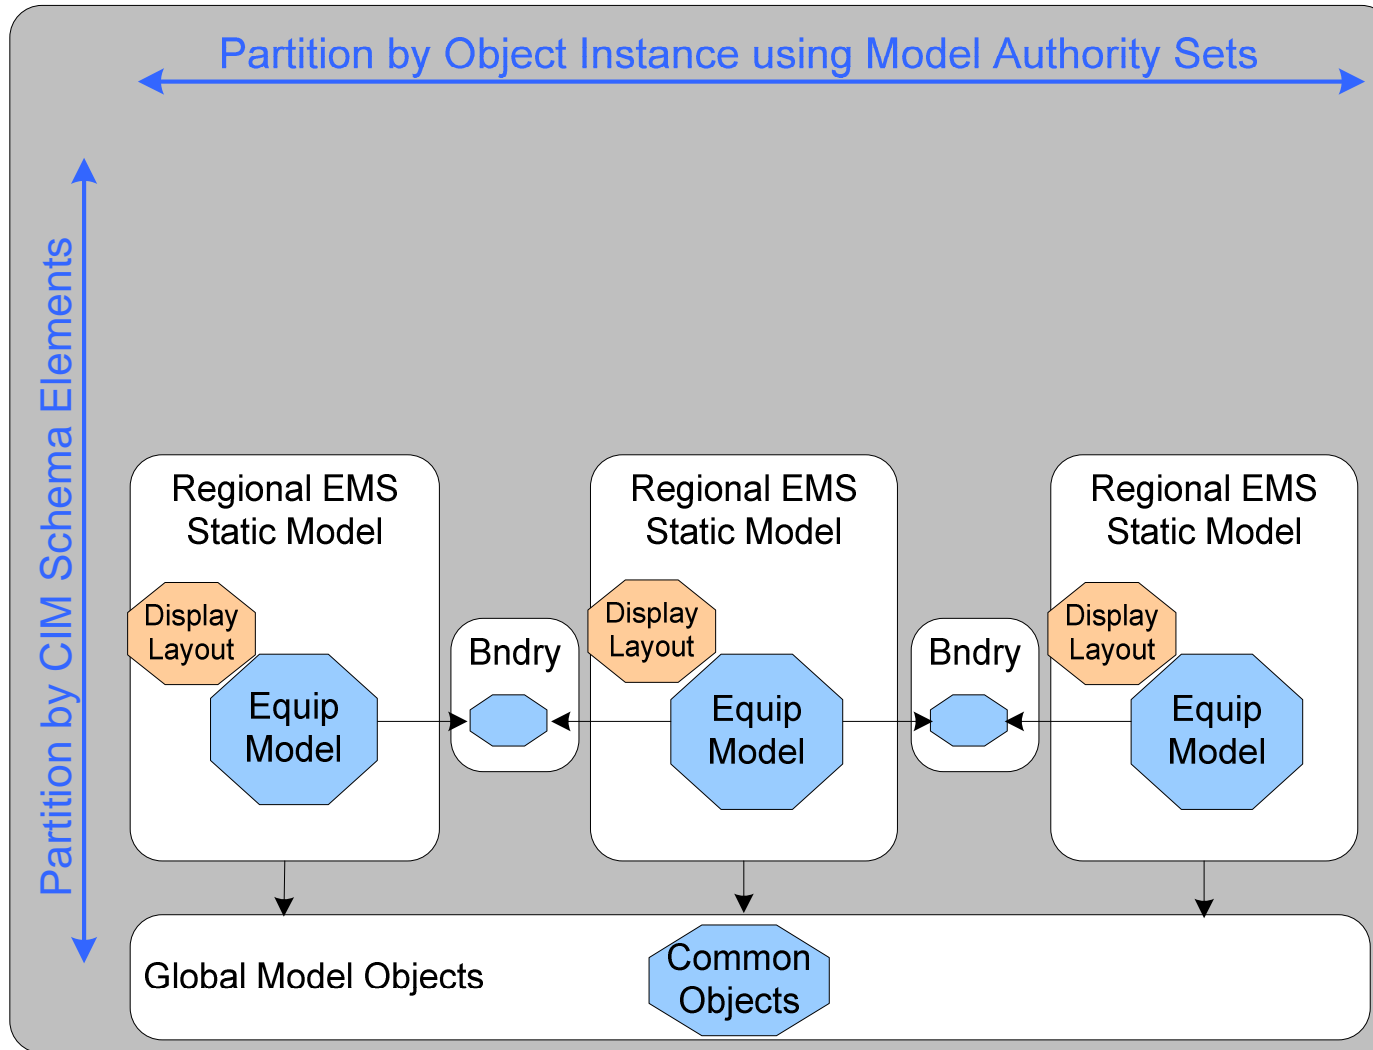 Partition by Object Instance using Model Authority Sets
Partition by CIM Schema Elements
Regional EMS
Static Model
Display
Layout
Equip
Model
Bndry
Regional EMS
Static Model
Display
Layout
Equip
Model
Bndry
Regional EMS
Static Model
Display
Layout
Equip
Model
Global Model Objects
Common
Objects